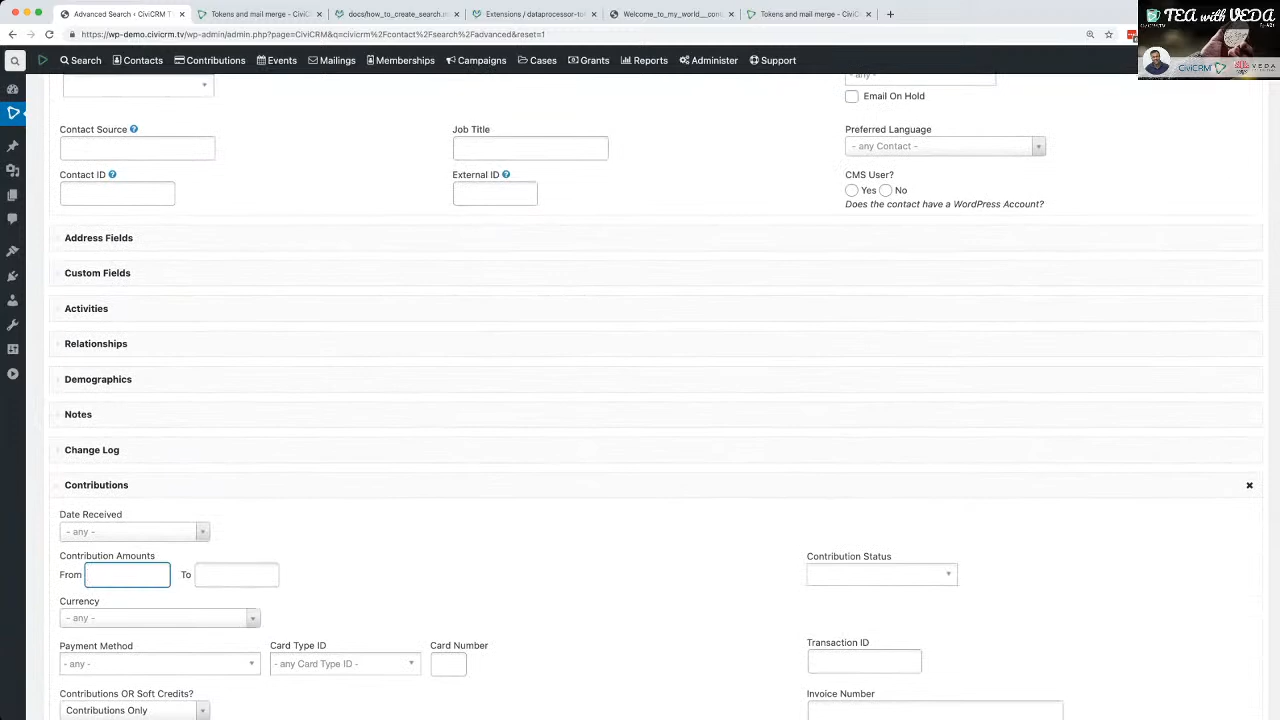 Advanced Search ‹ CiviCRM T
Tokens and mail merge - CiviC
docs/how_to_create_search.m
Extensions / dataprocessor-to
Welcome_to_my_world__cont
Tokens and mail merge - CiviC
https://wp-demo.civicrm.tv/wp-admin/admin.php?page=CiviCRM&q=civicrm%2Fcontact%2Fsearch%2Fadvanced&reset=1
TEA with VEDA
CiviCRM
VEDA
Search
Contacts
Contributions
Events
Mailings
Memberships
Campaigns
Cases
Grants
Reports
Administer
Support
- any -
Email On Hold
Contact Source
Job Title
Preferred Language
- any Contact -
Contact ID
External ID
CMS User?
Yes No
Does the contact have a WordPress Account?
Address Fields
Custom Fields
Activities
Relationships
Demographics
Notes
Change Log
Contributions
Date Received
- any -
Contribution Amounts
Contribution Status
From To
Currency
- any -
Payment Method
Card Type ID
Card Number
Transaction ID
- any -
- any Card Type ID -
Contributions OR Soft Credits?
Invoice Number
Contributions Only